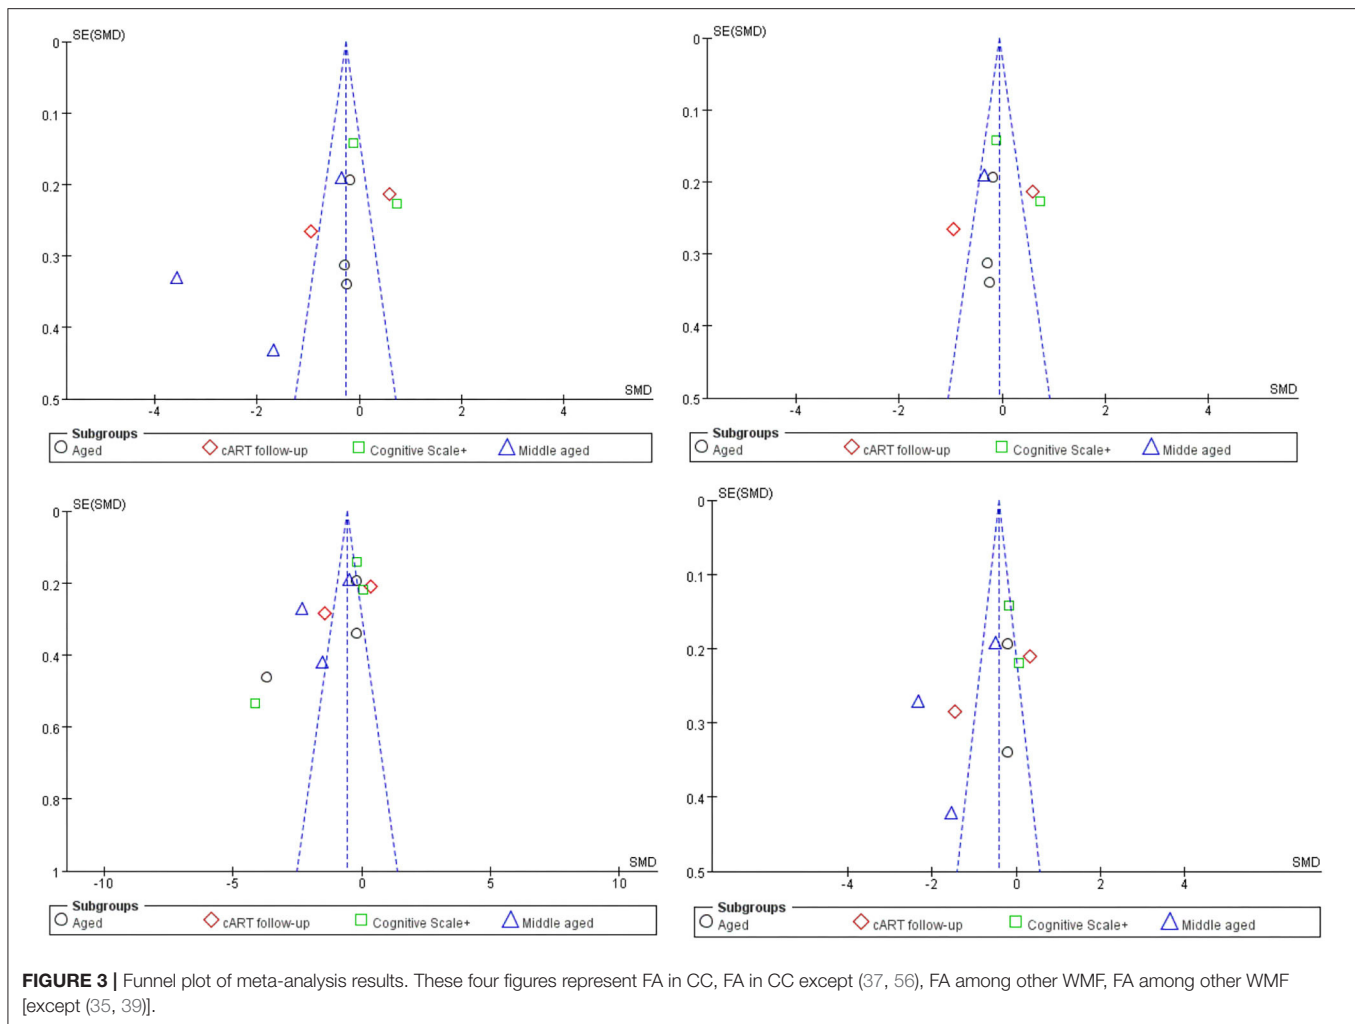 SE(SMD)
0
0.1
0.2
0.3
0.4
0.5
SMD
-4
-2
0
2
4
Subgroups
Aged
cART follow-up
Cognitive Scale+
Middle aged
SE(SMD)
0
0.1
0.2
0.3
0.4
0.5
SMD
-4
-2
0
2
4
Subgroups
Aged
cART follow-up
Cognitive Scale+
Middle aged
SE(SMD)
0
0.2
0.4
0.6
0.8
1
SMD
-10
-5
0
5
10
Subgroups
Aged
cART follow-up
Cognitive Scale+
Middle aged
SE(SMD)
0
0.1
0.2
0.3
0.4
0.5
SMD
-4
-2
0
2
4
Subgroups
Aged
cART follow-up
Cognitive Scale+
Middle aged
FIGURE 3 | Funnel plot of meta-analysis results. These four figures represent FA in CC, FA in CC except (37, 56), FA among other WMF, FA among other WMF
[except (35, 39)].